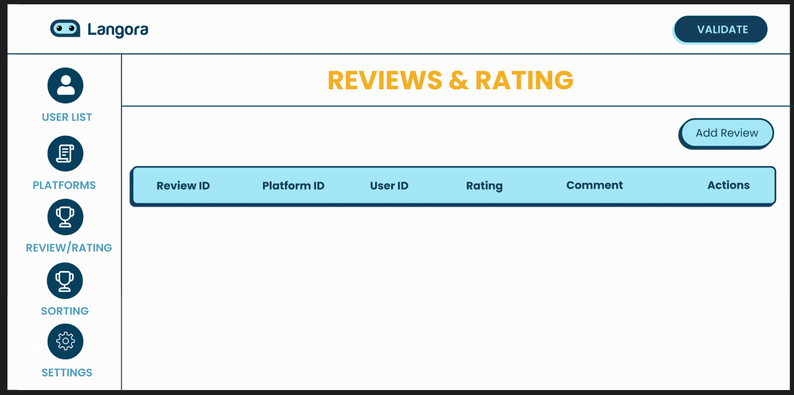 Langora
VALIDATE
USER LIST
PLATFORMS
REVIEW/RATING
SORTING
SETTINGS
REVIEWS & RATING
Add Review
Review ID Platform ID User ID Rating Comment Actions